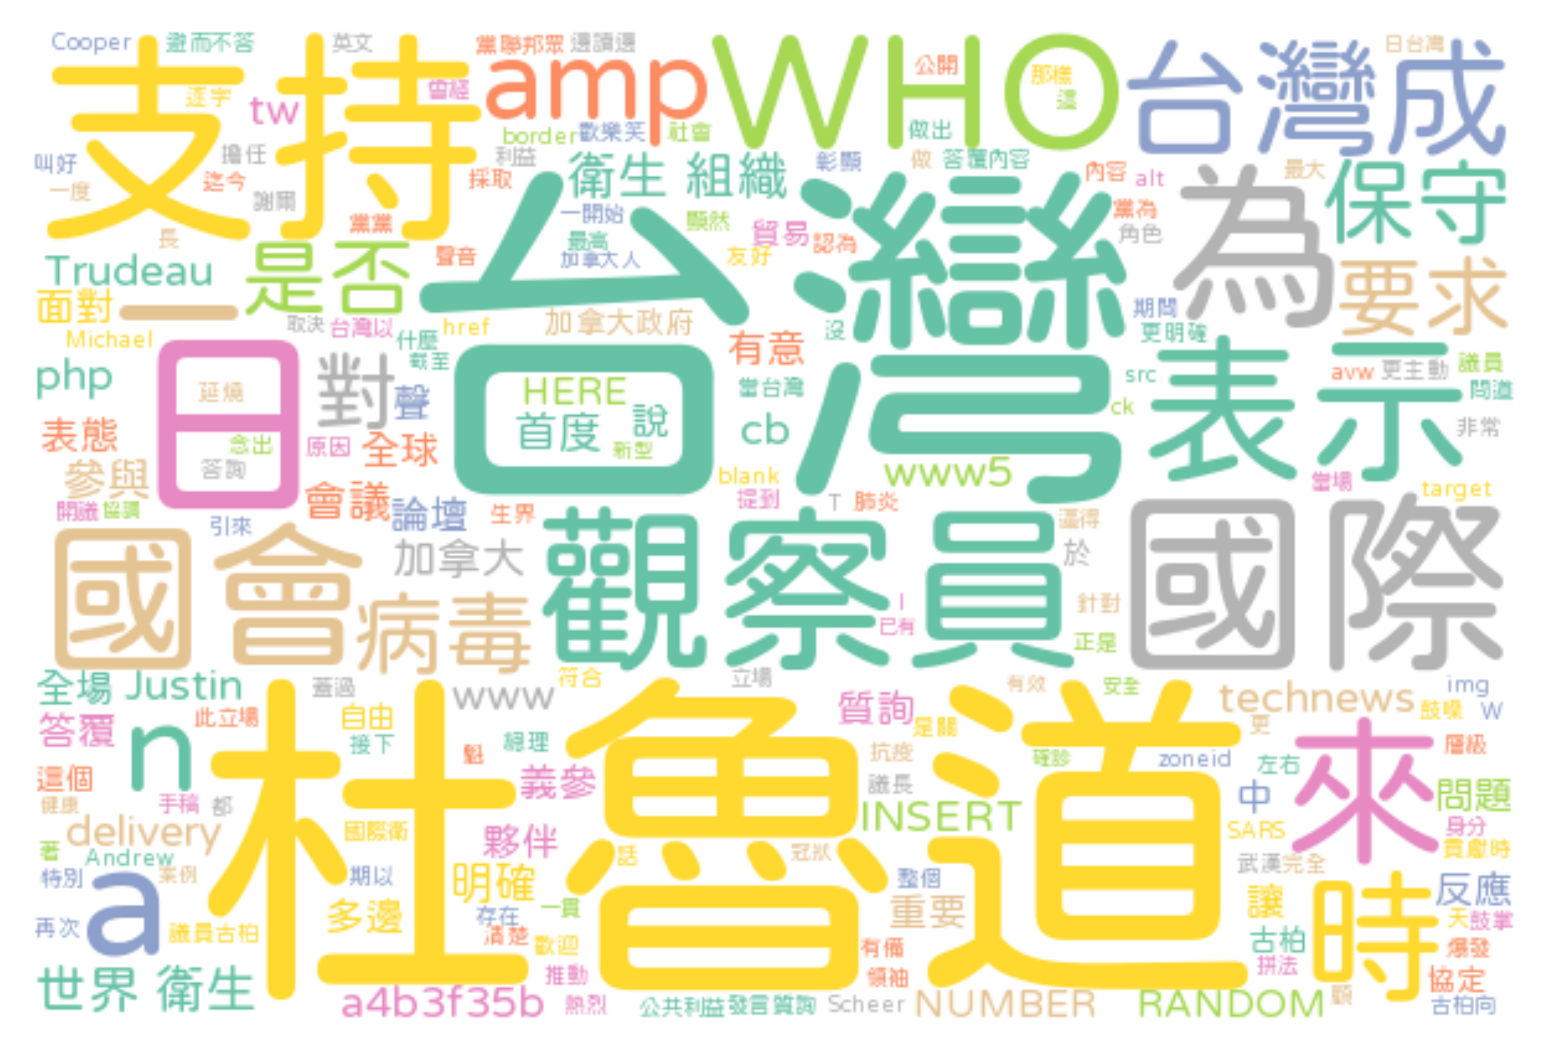 Cooper 避而不答 英文 黨聯邦眾 邊讀邊
支持 amp WHO 台灣成
公開 那樣 這 日台灣
逐字 tw 曾經
叫好 擔任 border 歡樂笑 社會 做出
利益 衛生 組織 彰顯 做 答覆內容 內容 alt 最大 保守
一度 迄今 謝爾 採取 一開始 顯然 黨為 為
長 黨黨 最高 貿易 認為 角色
Trudeau 是否 聲音 加拿大人 友好 台灣 要求
面對 一 取決 台灣以 什麼 href 加拿大政府 沒 期間
Michael 截至 有意 更明確 表示
php 日 延燒 對 聲 HERE 當台灣 src avw 更主動 議員
表態 首度 說 cb ck 問道
念出 原因 全球 新型 www5 非常
參與 答詢 blank 當場 target
開議 協調 會議 論壇 生界 提到 T 肺炎 逼得
引來 國會 加拿大 觀察員 於 國際
病毒 I 已有 針對 正是
全場 Justin 蓋過 www 符合 立場 有效 安全 technews img
答覆 此立場 自由 杜魯道 質詢 是關 更 鼓噪 W
n 接下 魁 綠理 抗疫 確診 zoneid 左右 來 層級
這個 義參 議長 中 問題
健康 手稿 都 INSERT
delivery 國際衛 夥伴 SARS 身分
著 Andrew 話 冠狀 武漢完全 貢獻時
特別 a 案例 期以 明確 整個 讓 時 反應
再次 議員古柏 多邊 存在 一貫 重要 天 鼓掌
清楚 歡迎 有備 古柏 爆發
世界 衛生 推動 領袖 拼法 協定
a4b3f35b 熱烈 公共利益 發言質詢 Scheer NUMBER RANDOM 顧 古柏向